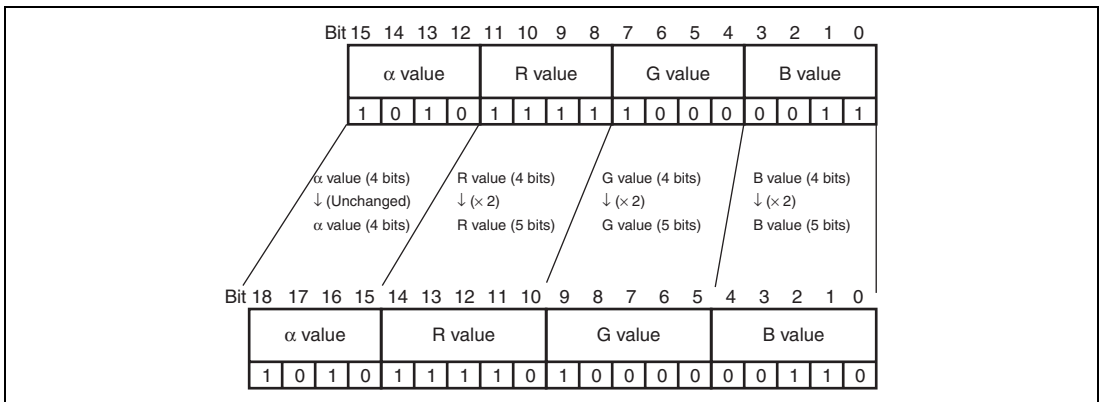 Bit 15 14 13 12 11 10 9 8 7 6 5 4 3 2 1 0
α value R value G value B value
1 0 1 0 1 1 1 1 1 0 0 0 0 0 1 1
α value (4 bits) R value (4 bits) G value (4 bits) B value (4 bits)
↓ (Unchanged) ↓ (× 2) ↓ (× 2) ↓ (× 2)
α value (4 bits) R value (5 bits) G value (5 bits) B value (5 bits)
Bit 18 17 16 15 14 13 12 11 10 9 8 7 6 5 4 3 2 1 0
α value R value G value B value
1 0 1 0 1 1 1 1 0 1 0 0 0 0 0 0 1 1 0